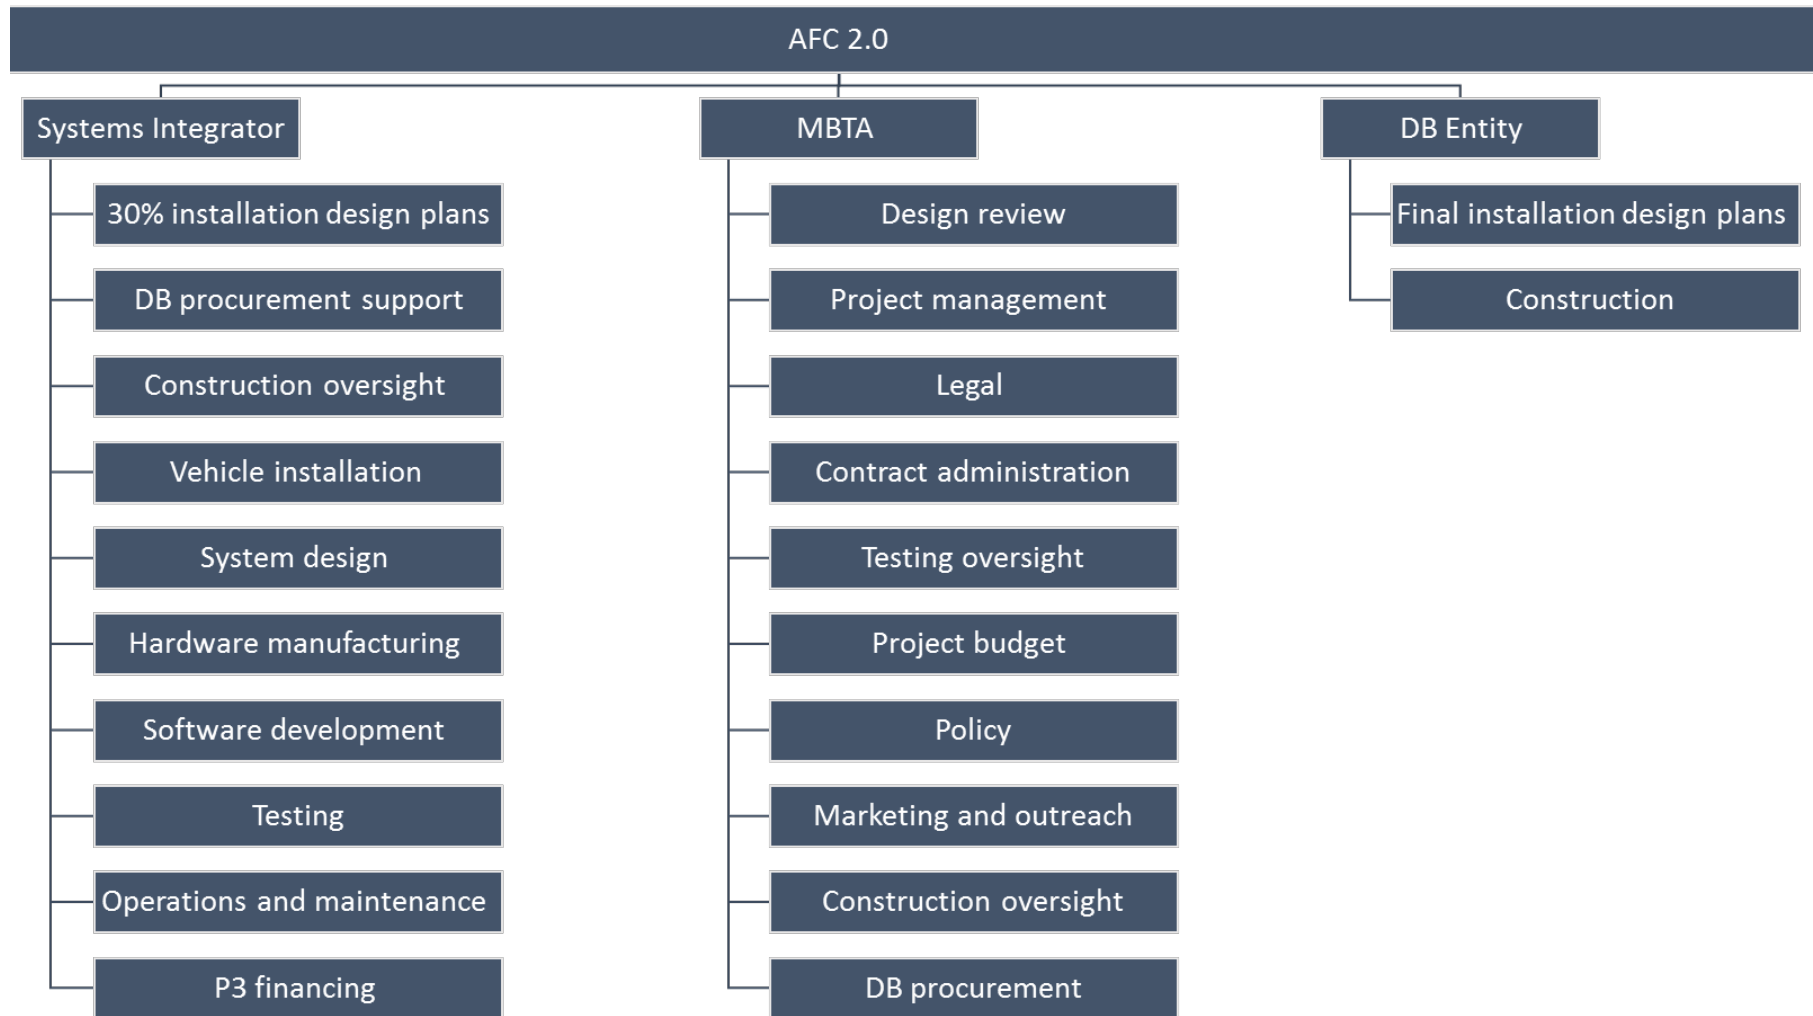 AFC 2.0
Systems Integrator
30% installation design plans
DB procurement support
Construction oversight
Vehicle installation
System design
Hardware manufacturing
Software development
Testing
Operations and maintenance
P3 financing
MBTA
Design review
Project management
Legal
Contract administration
Testing oversight
Project budget
Policy
Marketing and outreach
Construction oversight
DB procurement
DB Entity
Final installation design plans
Construction